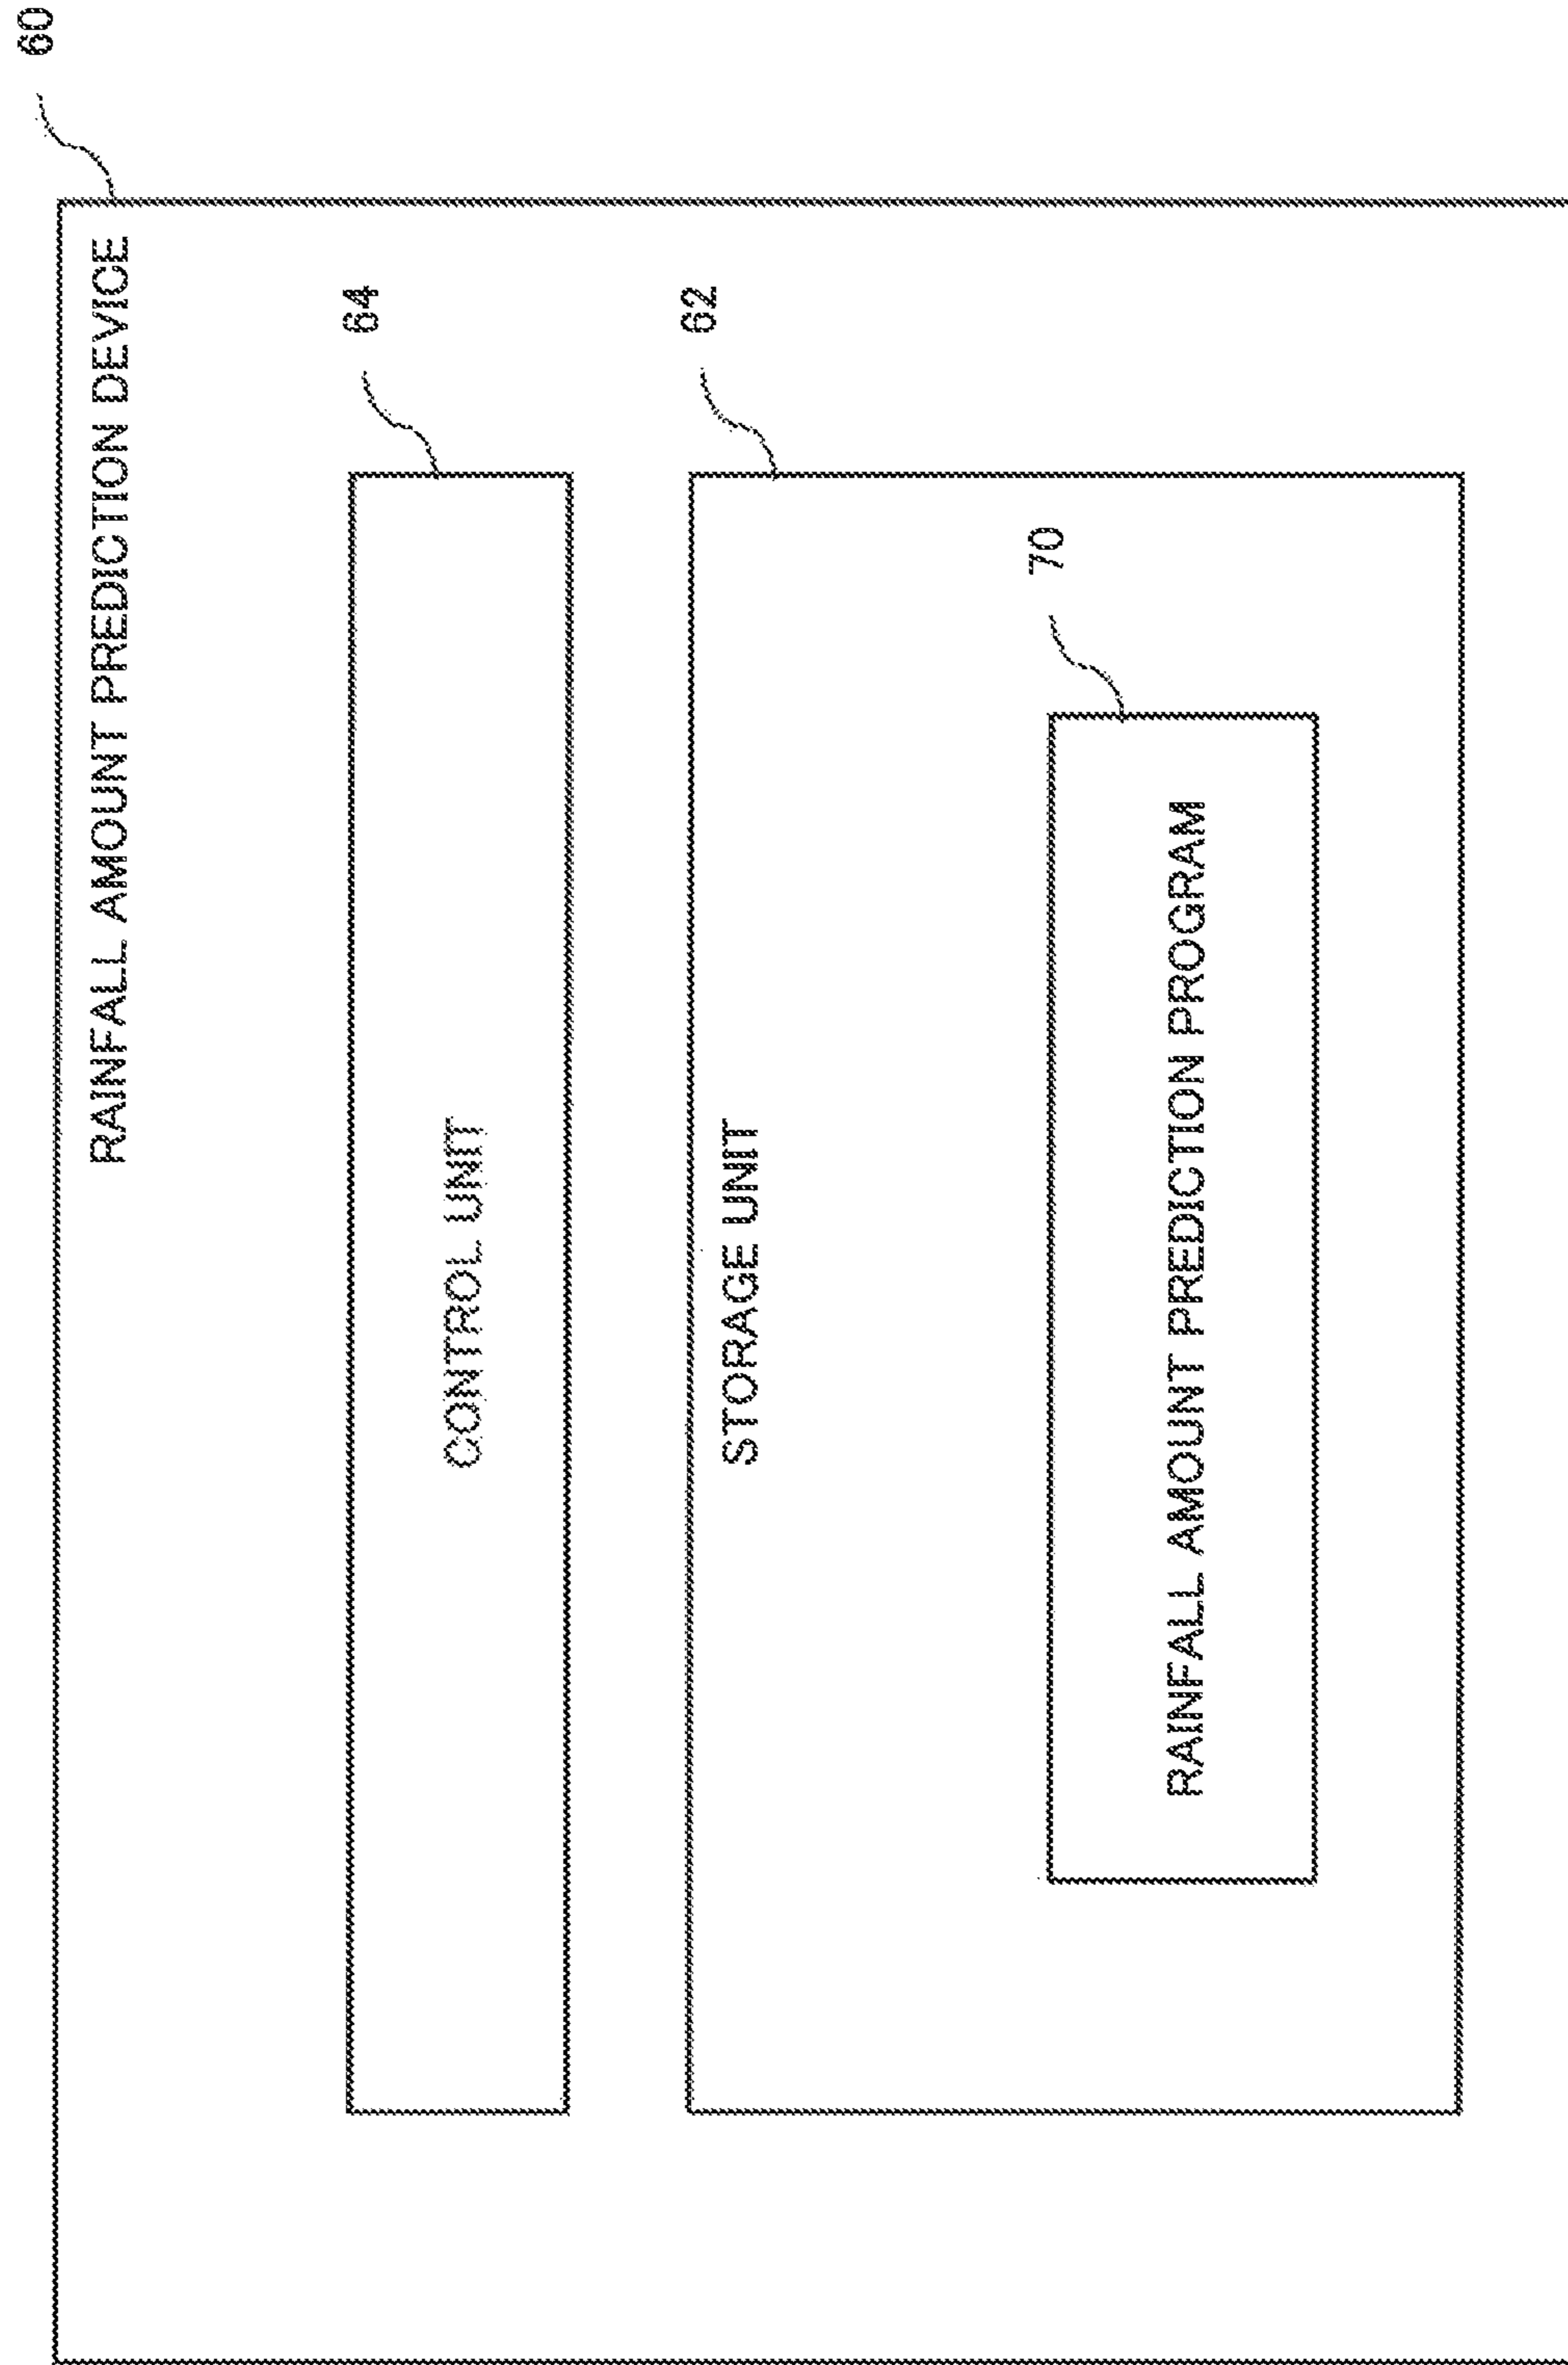 60
RAINFALL AMOUNT PREDICTION DEVICE
64
CONTROL UNIT
62
STORAGE UNIT
70
RAINFALL AMOUNT PREDICTION PROGRAM